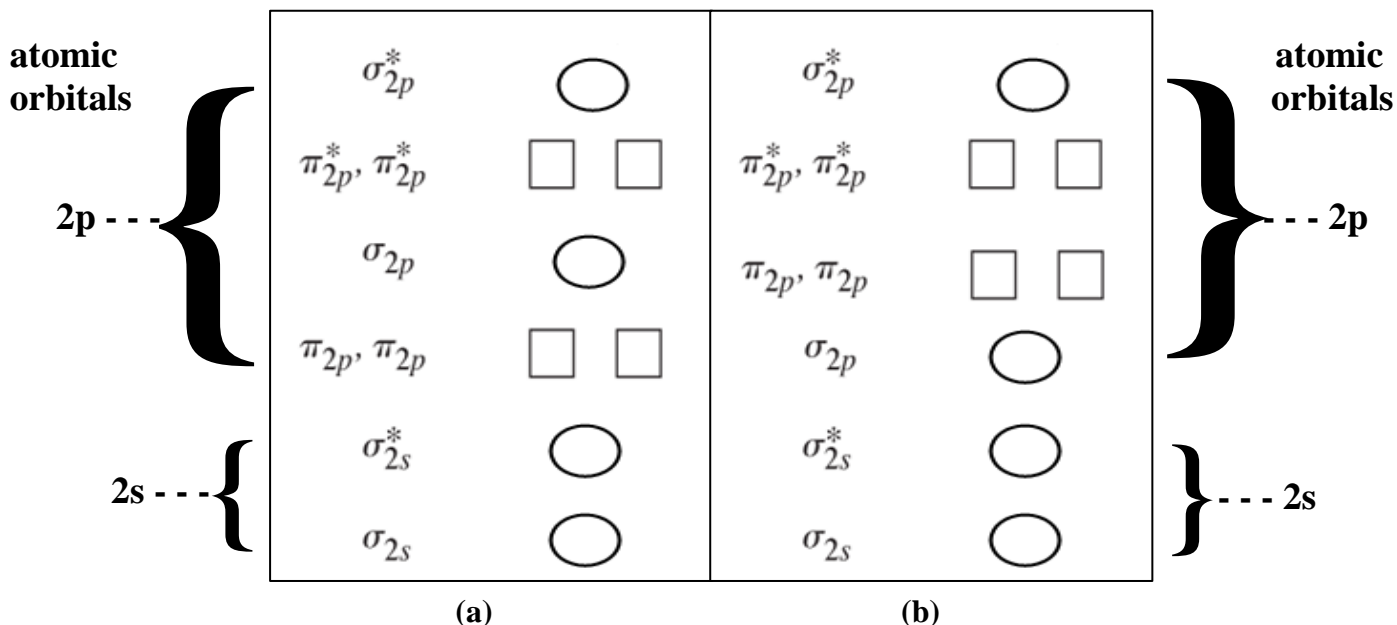 atomic
orbitals
2p - - -
2s - - - -
σ*2p
π*2p, π*2p
σ2p
π2p, π2p
σ*2s
σ2s
(a)
σ*2p
π*2p, π*2p
π2p, π2p
σ2p
σ*2s
σ2s
(b)
atomic
orbitals
- - - 2p
- - - - 2s